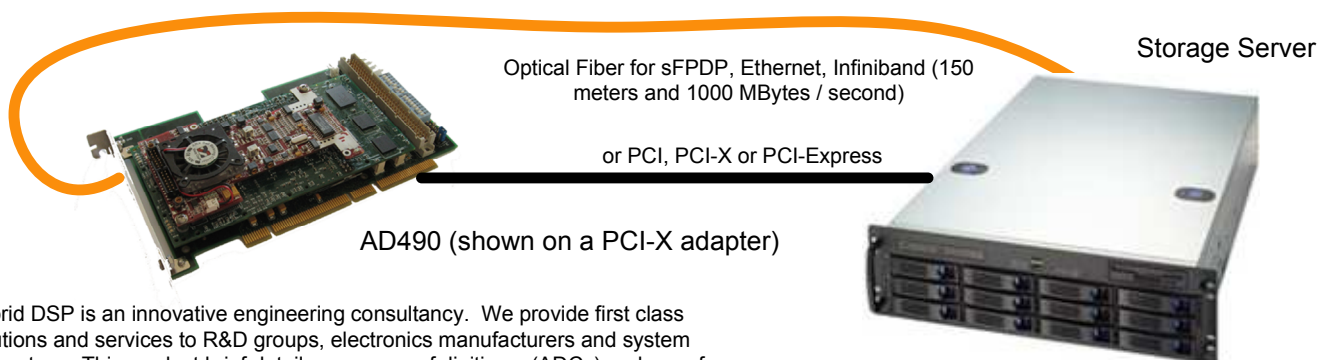 Storage Server
Optical Fiber for sFPDP, Ethernet, Infiniband (150
meters and 1000 MBytes / second)
or PCI, PCI-X or PCI-Express
AD490 (shown on a PCI-X adapter)
DSP is an innovative engineering consultancy. We provide first class
and services to R&D groups, electronics manufacturers and system